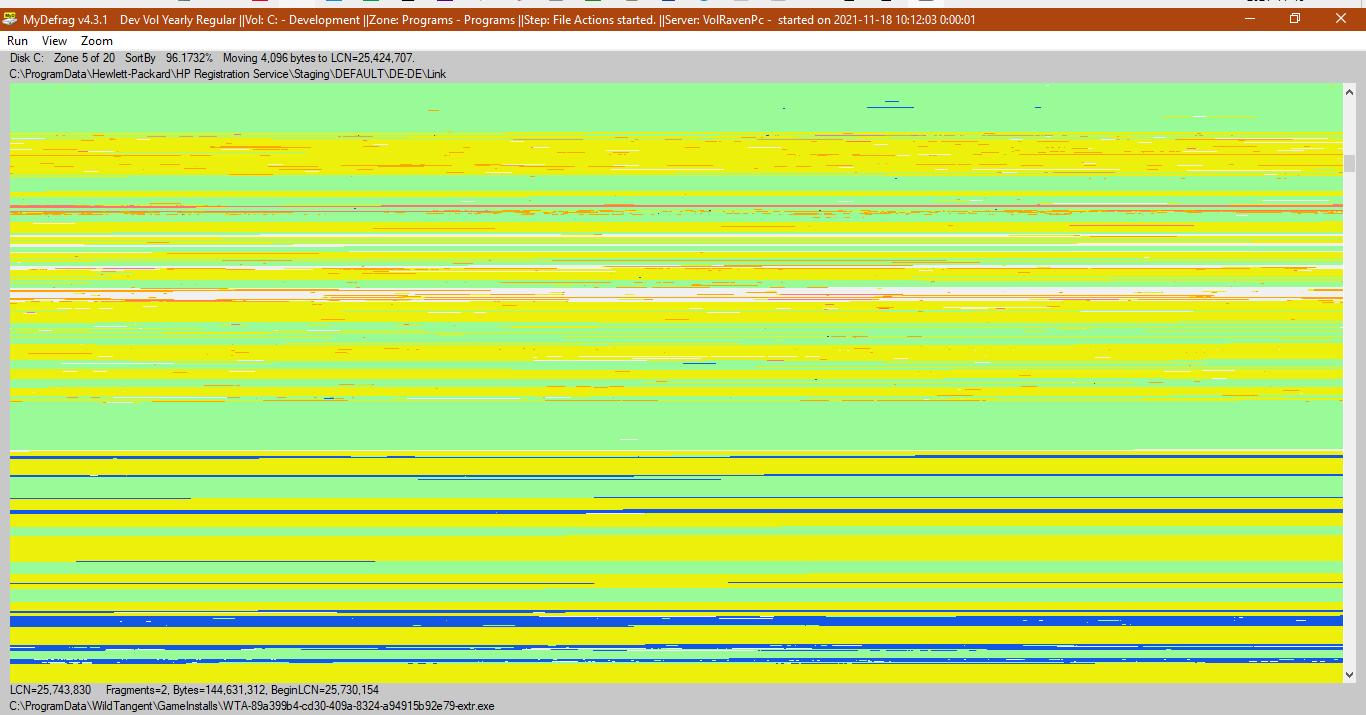 MyDefrag v4.3.1 Dev Vol Yearly Regular ||Vol: C: - Development ||Zone: Programs - Programs ||Step: File Actions started. ||Server: VolRavenPc - started on 2021-11-18 10:12:03 0:00:01
Run View Zoom
Disk C: Zone 5 of 20 SortBy 96.1732% Moving 4,096 bytes to LCN=25,424,707.
C:\ProgramData\Hewlett-Packard\HP Registration Service\Staging\DEFAULT\DE-DE\Link
LCN=25,743,830 Fragments=2, Bytes=144,631,312, BeginLCN=25,730,154
C:\ProgramData\WildTangent\GameInstalls\WTA-89a399b4-cd30-409a-8324-a94915b92e79-extr.exe